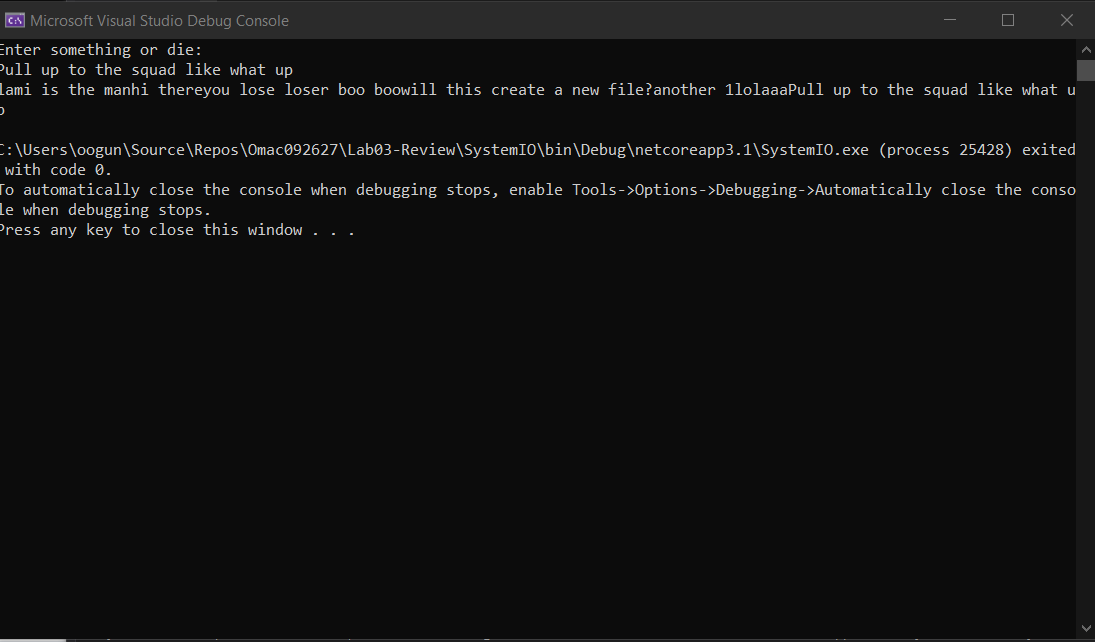 Microsoft Visual Studio Debug Console
Enter something or die:
Pull up to the squad like what up
lami is the manhi thereyou lose loser boo boowill this create a new file?another 1lolaaaPull up to the squad like what u
p
C:\Users\oogun\Source\Repos\Omac092627\Lab03-Review\SystemIO\bin\Debug\netcoreapp3.1\SystemIO.exe (process 25428) exited
 with code 0.
To automatically close the console when debugging stops, enable Tools->Options->Debugging->Automatically close the conso
le when debugging stops.
Press any key to close this window . . .